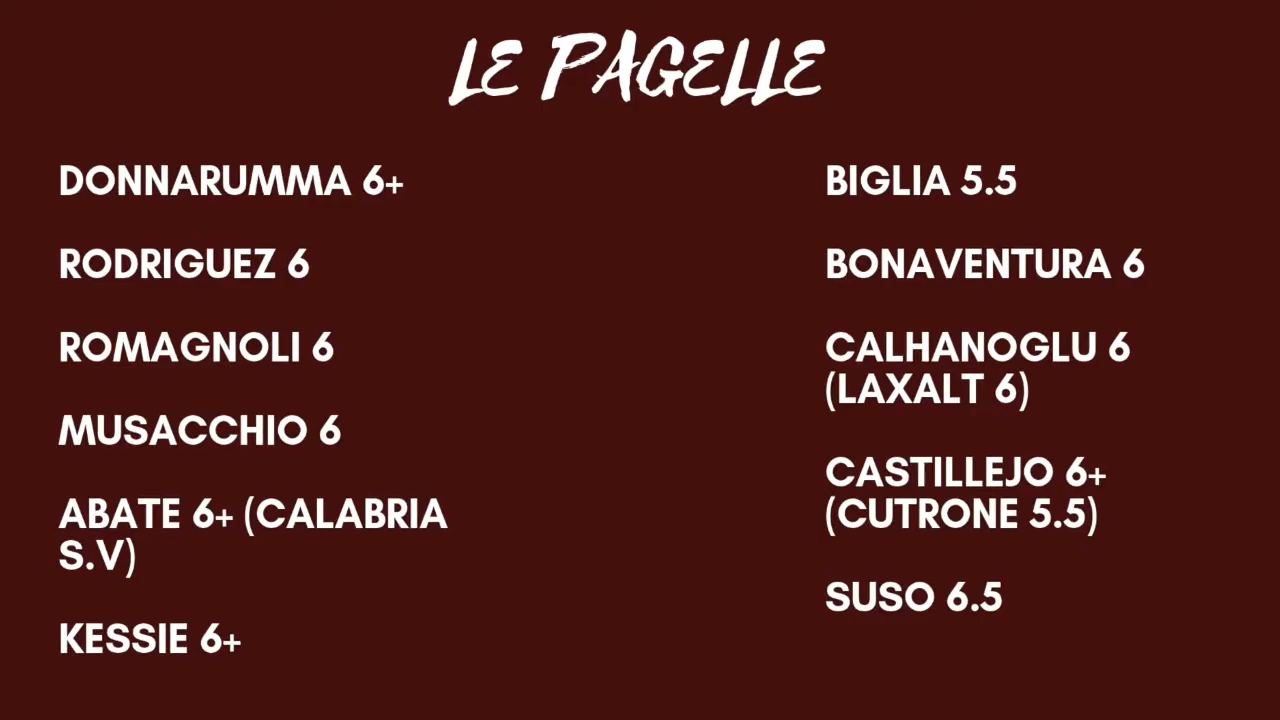 LE PAGELLE
DONNARUMMA 6+
RODRIGUEZ 6
ROMAGNOLI 6
MUSACCHIO 6
ABATE 6+ (CALABRIA
S.V)
KESSIE 6+
BIGLIA 5.5
BONAVENTURA 6
CALHANOGLU 6
(LAXALT 6)
CASTILLEJO 6+
(CUTRONE 5.5)
SUSO 6.5